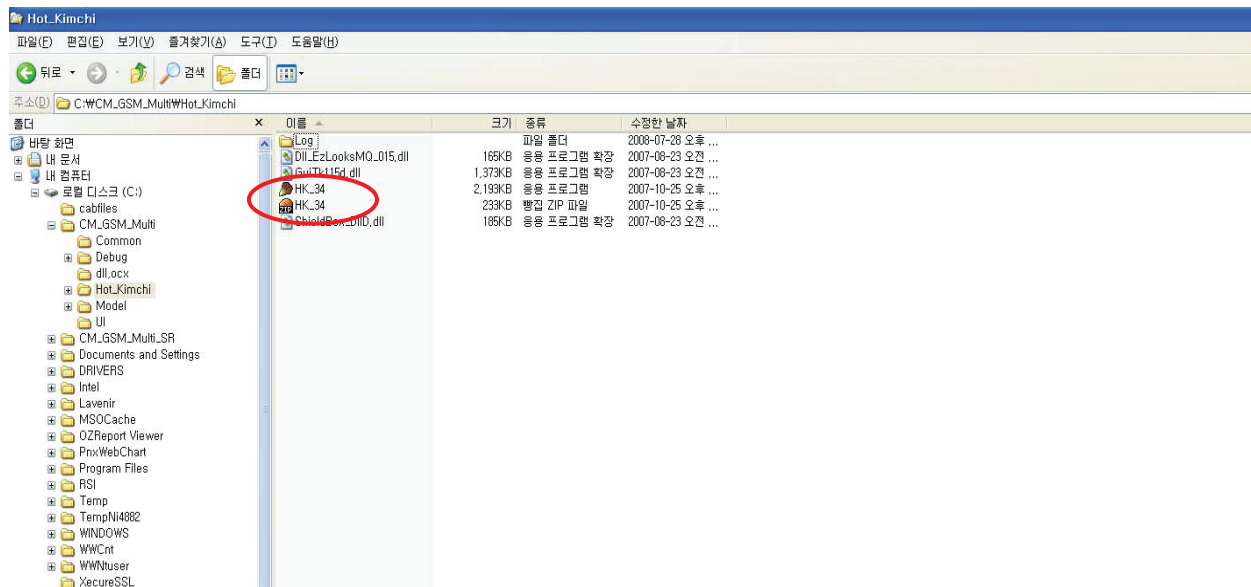 Hot_Kimchi
파일(F) 편집(E) 보기(V) 즐겨찾기(A) 도구(T) 도움말(H)
뒤로 검색 폴더
주소(D) C:₩CM_GSM_Multi₩Hot_Kimchi
폴더 × 이름 크기 종류 수정한 날짜
바탕 화면
내 문서
내 컴퓨터
로컬 디스크 (C:)
cabfiles
CM_GSM_Multi
Common
Debug
dll,ocx
Hot_Kimchi
Model
UI
CM_GSM_Multi_SR
Documents and Settings
DRIVERS
Intel
Lavenir
MSOCache
OZReport Viewer
PnxWebChart
Program Files
RSI
Temp
TempNi4882
WINDOWS
WWCnt
WWNtuser
XecureSSL
Log 파일 폴더 2008-07-28 오후 ...
Dll_EzLooksMQ_015.dll 165KB 응용 프로그램 확장 2007-08-23 오전 ...
GuiTk115d.dll 1,373KB 응용 프로그램 확장 2007-08-23 오전 ...
HK_34 2,193KB 응용 프로그램 2007-10-25 오후 ...
ZIP HK_34 233KB 빵집 ZIP 파일 2007-10-25 오후 ...
ShieldBox_DllD.dll 185KB 응용 프로그램 확장 2007-08-23 오전 ...